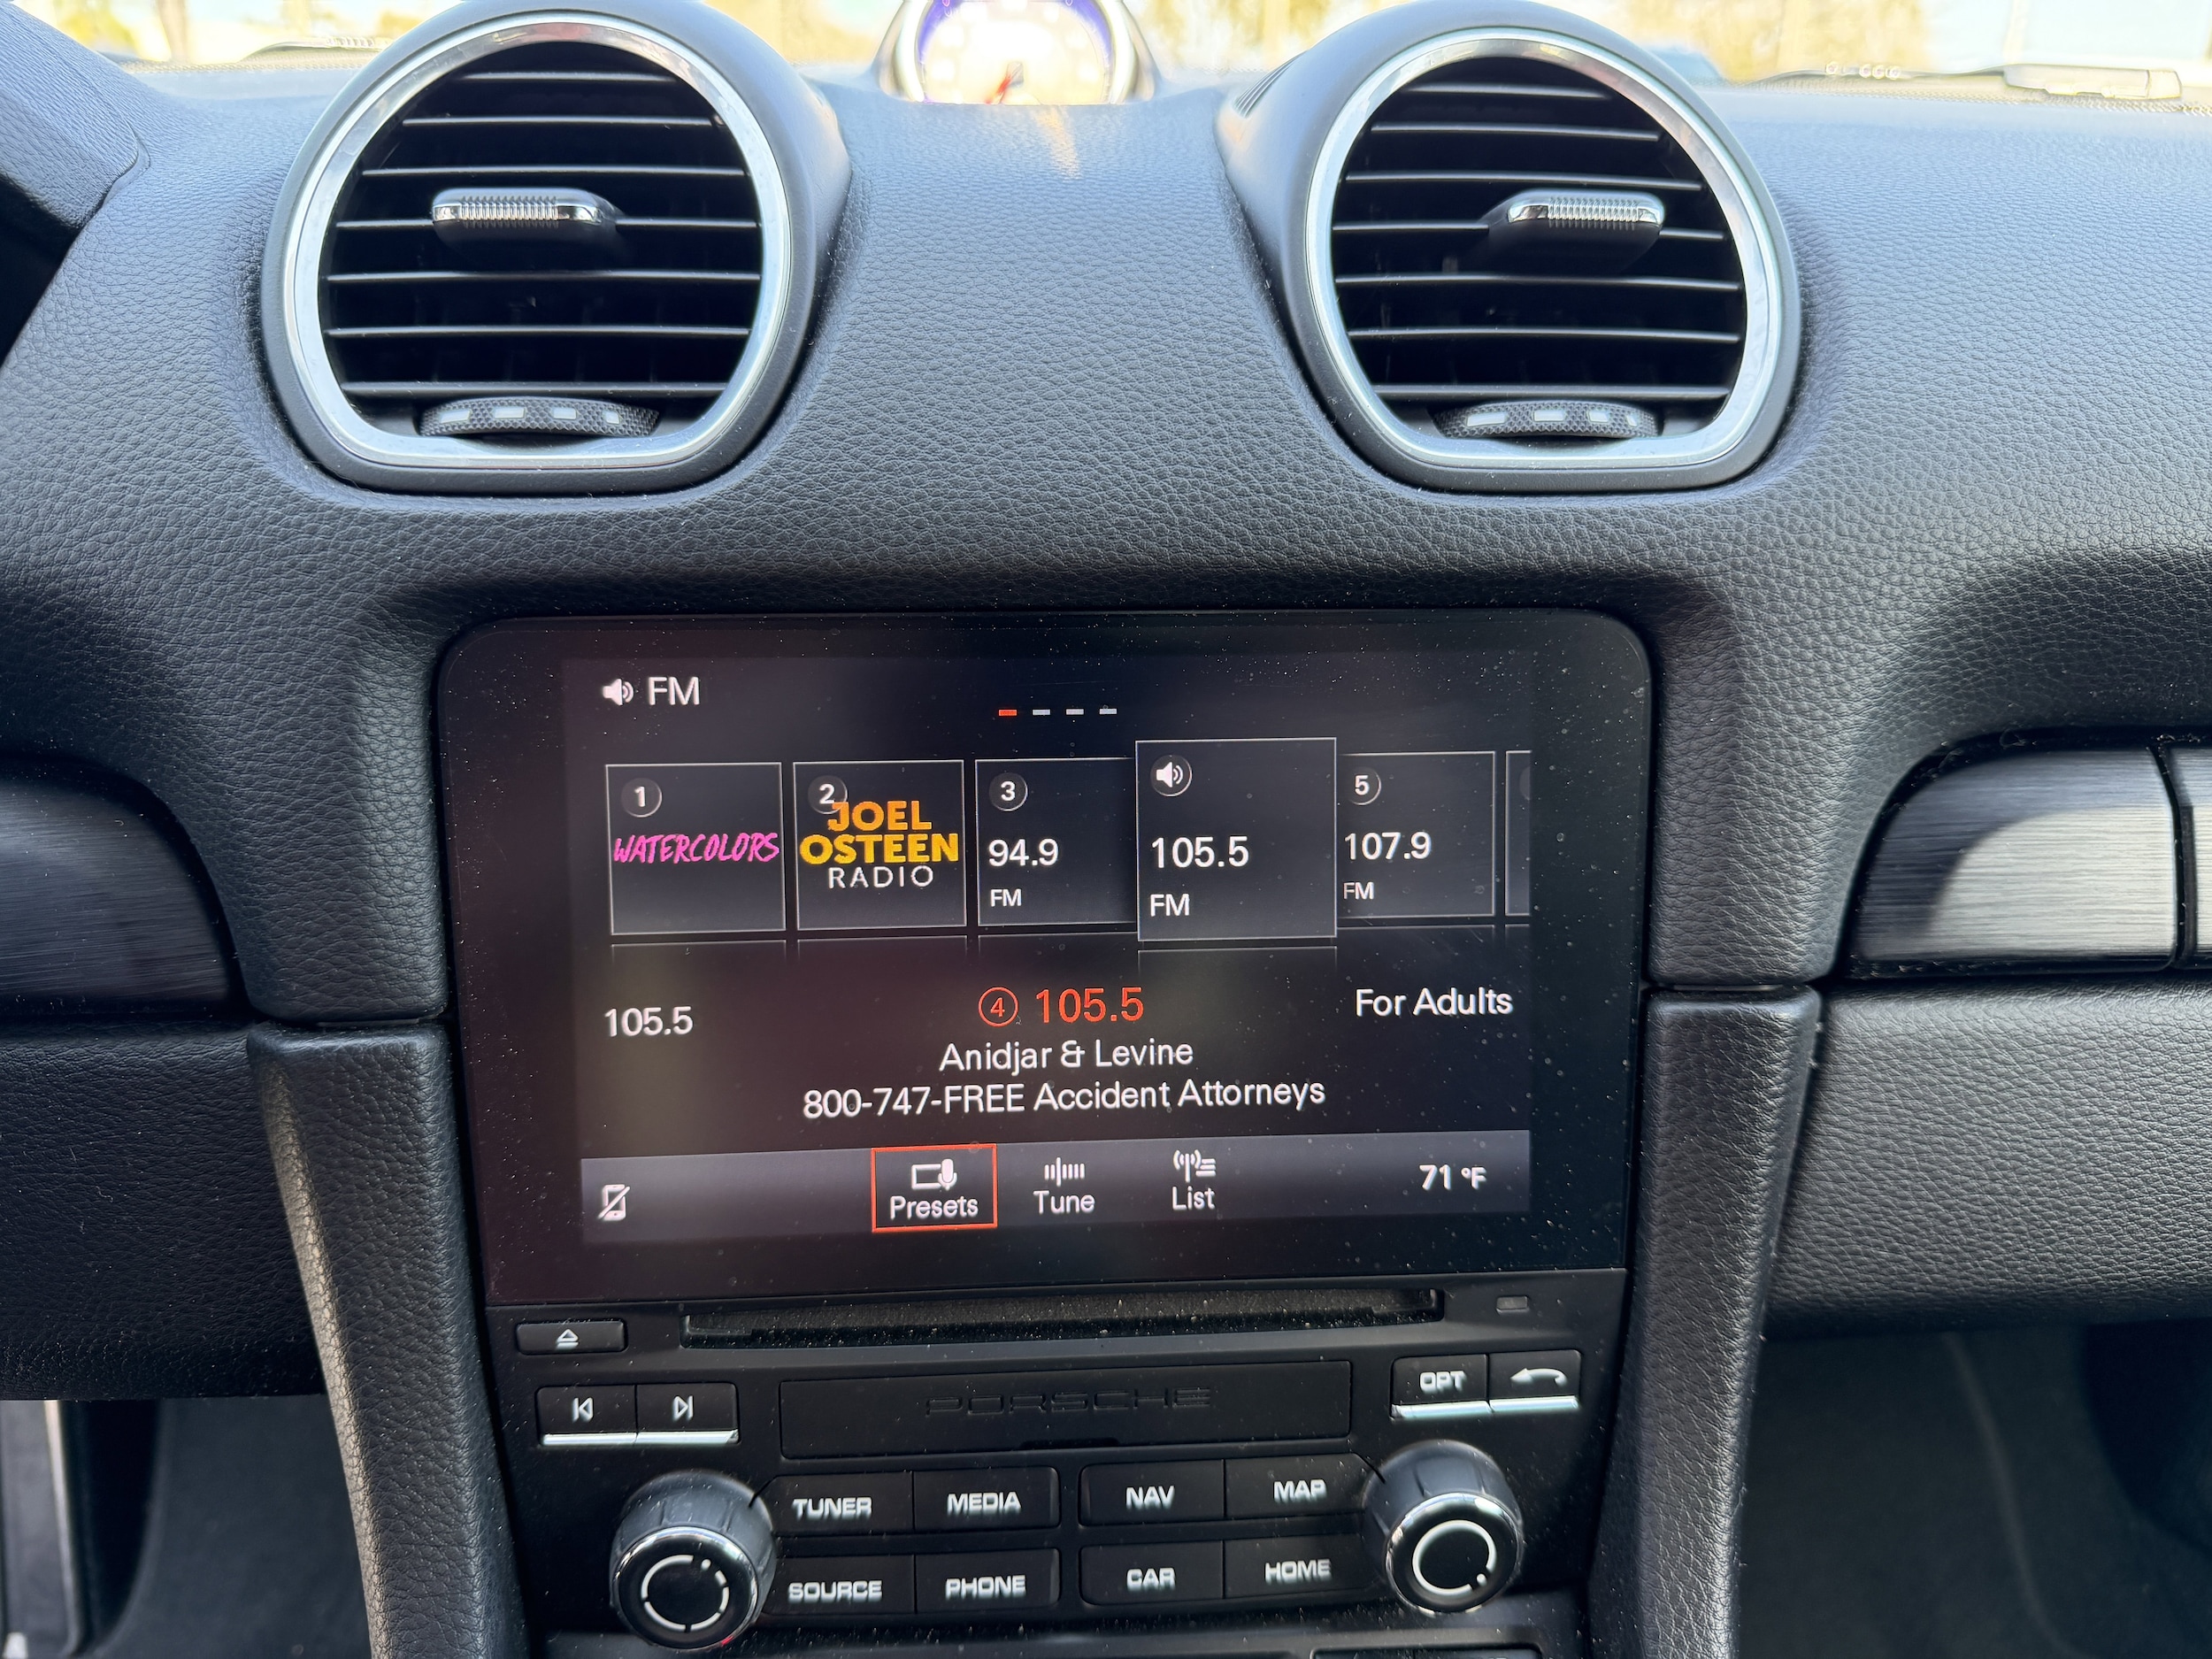 FM
1
WATERCOLORS
2
JOEL
OSTEEN
RADIO
3
94.9
FM
105.5
FM
5
107.9
FM
105.5
4 105.5
For Adults
Anidjar & Levine
800-747-FREE Accident Attorneys
Presets
Tune
List
71 °F
OPT
PORSCHE
TUNER
MEDIA
NAV
MAP
SOURCE
PHONE
CAR
HOME